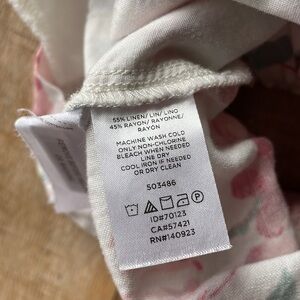 55% LINEN/ LIN/ LINO
45% RAYON/ RAYONNE/
RAYON
MACHINE WASH COLD
ONLY NON-CHLORINE
BLEACH WHEN NEEDED
LINE DRY
COOL IRON IF NEEDED
OR DRY CLEAN
503486
ID#70123
CA#57421
RN#140923